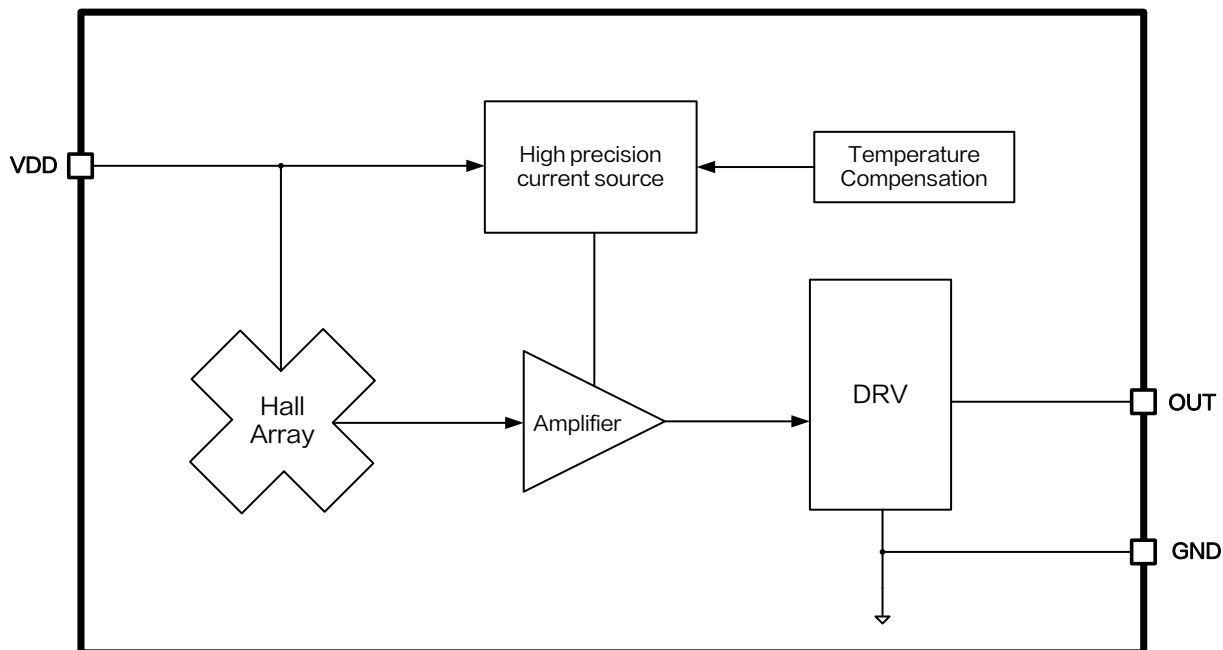 VDD
High precision
current source
Temperature
Compensation
Hall
Array
Amplifier
DRV
OUT
GND